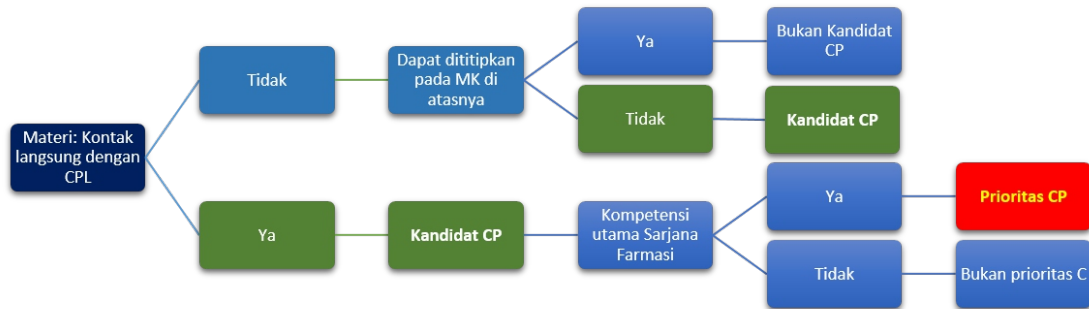 Materi: Kontak
langsung dengan
CPL
Tidak
Dapat dititipkan
pada MK di
atasnya
Ya
Bukan Kandidat
CP
Tidak
Kandidat CP
Ya
Kandidat CP
Kompetensi
utama Sarjana
Farmasi
Ya
Prioritas CP
Tidak
Bukan prioritas C